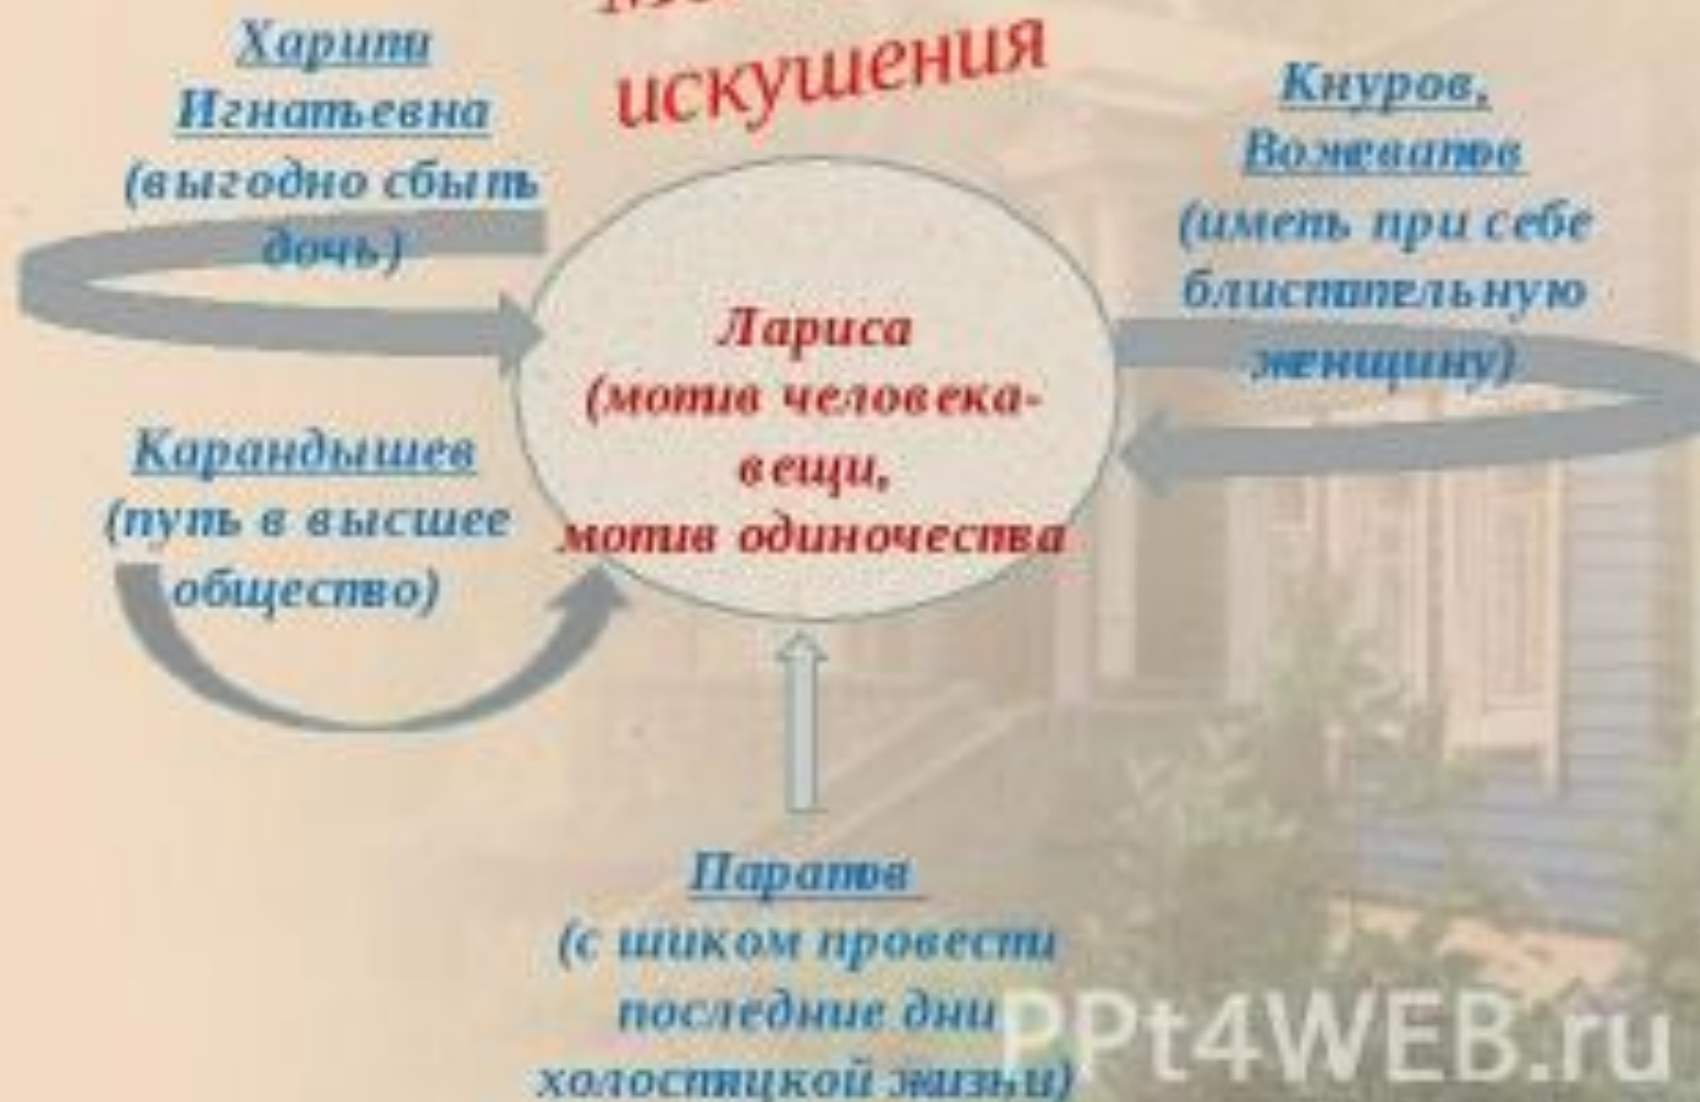 искушения
Харита
Игнатьевна
(выгодно сбыть
дочь)
Кнуров,
Вожеватов
(иметь при себе
блистательную
женщину)
Лариса
(мотив человека-
вещи,
мотив одиночества
Карандышев
(путь в высшее
общество)
Паратов
(с шиком провести
последние дни
холостицкой жизни)
PPt4WEB.ru